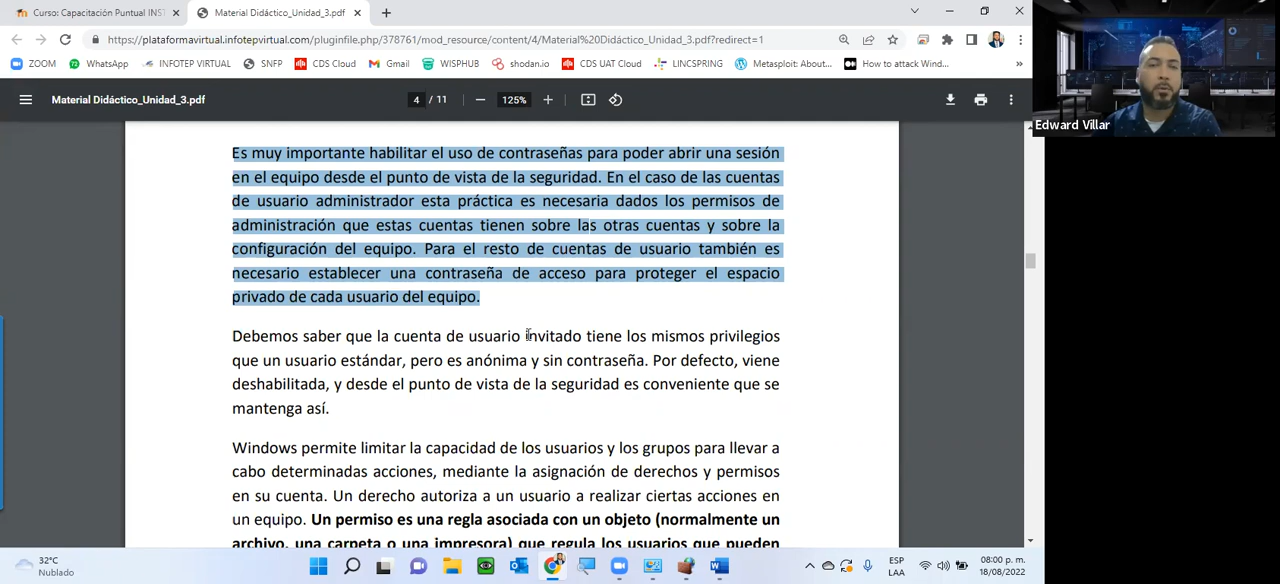 Curso: Capacitación Puntual INST
Material Didáctico_Unidad_3.pdf
https://plataformavirtual.infotepvirtual.com/pluginfile.php/378761/mod_resource/content/4/Material%20Didáctico_Unidad_3.pdf?redirect=1
ZOOM WhatsApp INFOTEP VIRTUAL SNFP CDS Cloud Gmail WISPHUB shodan.io CDS UAT Cloud LINCSPRING Metasploit: About... How to attack Wind... »
Material Didáctico_Unidad_3.pdf
4 / 11
125%
Edward Villar
Es muy importante habilitar el uso de contraseñas para poder abrir una sesión
en el equipo desde el punto de vista de la seguridad. En el caso de las cuentas
de usuario administrador esta práctica es necesaria dados los permisos de
administración que estas cuentas tienen sobre las otras cuentas y sobre la
configuración del equipo. Para el resto de cuentas de usuario también es
necesario establecer una contraseña de acceso para proteger el espacio
privado de cada usuario del equipo.
Debemos saber que la cuenta de usuario invitado tiene los mismos privilegios
que un usuario estándar, pero es anónima y sin contraseña. Por defecto, viene
deshabilitada, y desde el punto de vista de la seguridad es conveniente que se
mantenga así.
Windows permite limitar la capacidad de los usuarios y los grupos para llevar a
cabo determinadas acciones, mediante la asignación de derechos y permisos
en su cuenta. Un derecho autoriza a un usuario a realizar ciertas acciones en
un equipo. Un permiso es una regla asociada con un objeto (normalmente un
archivo, una carpeta o una impresora) que regula los usuarios que pueden
32°C
Nublado
ESP
LAA
08:00 p. m.
18/08/2022